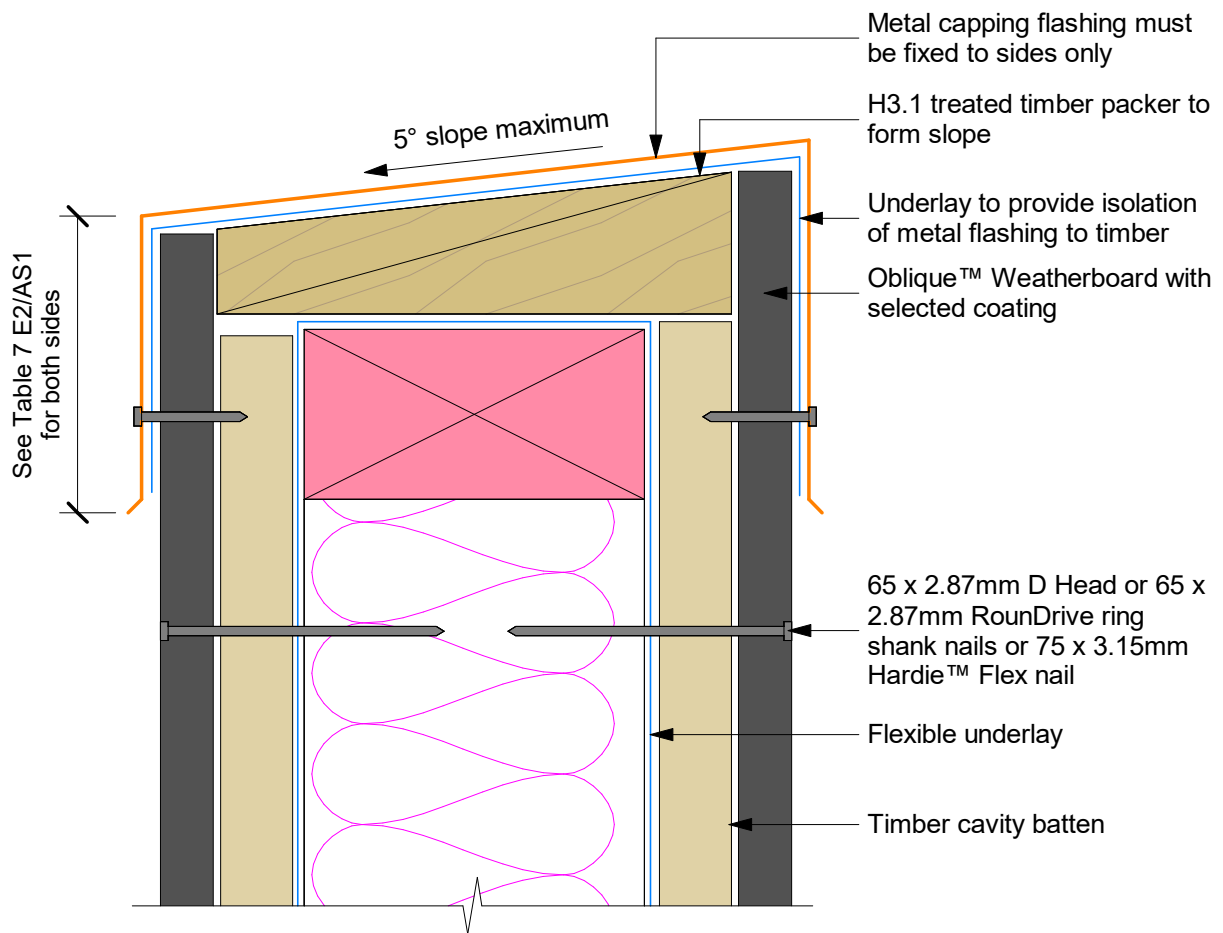 Metal capping flashing must
be fixed to sides only
H3.1 treated timber packer to
form slope
5° slope maximum
Underlay to provide isolation
of metal flashing to timber
Oblique™ Weatherboard with
selected coating
See Table 7 E2/AS1
for both sides
65 x 2.87mm D Head or 65 x
2.87mm RounDrive ring
shank nails or 75 x 3.15mm
Hardie™ Flex nail
Flexible underlay
Timber cavity batten